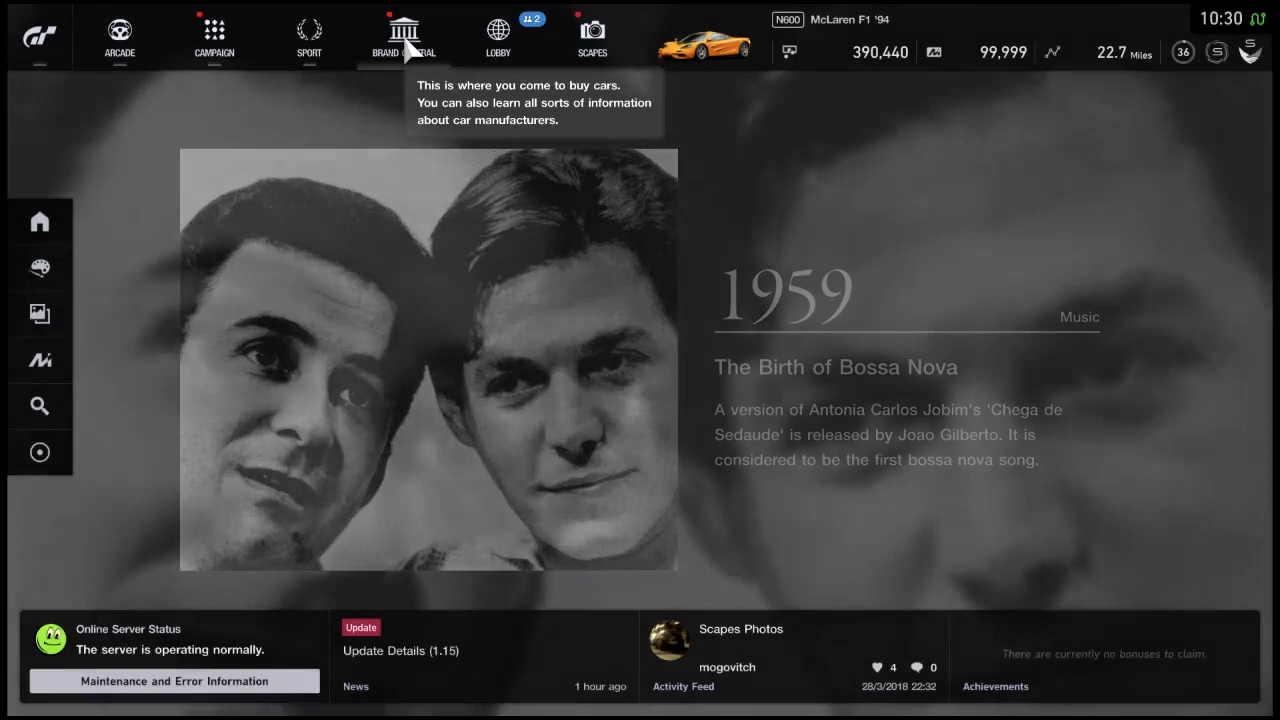 N600 McLaren F1 '94
10:30
ARCADE
CAMPAIGN
SPORT
BRAND
LOBBY
2
SCAPES
390,440
99,999
22.7 Miles
36
S
S
This is where you come to buy cars.
You can also learn all sorts of information
about car manufacturers.
1959
Music
The Birth of Bossa Nova
A version of Antonia Carlos Jobim's 'Chega de
Sedaude' is released by Joao Gilberto. It is
considered to be the first bossa nova song.
Online Server Status
The server is operating normally.
Maintenance and Error Information
Update
Update Details (1.15)
News
1 hour ago
Scapes Photos
mogovitch
4
0
Activity Feed
28/3/2018 22:32
There are currently no bonuses to claim.
Achievements